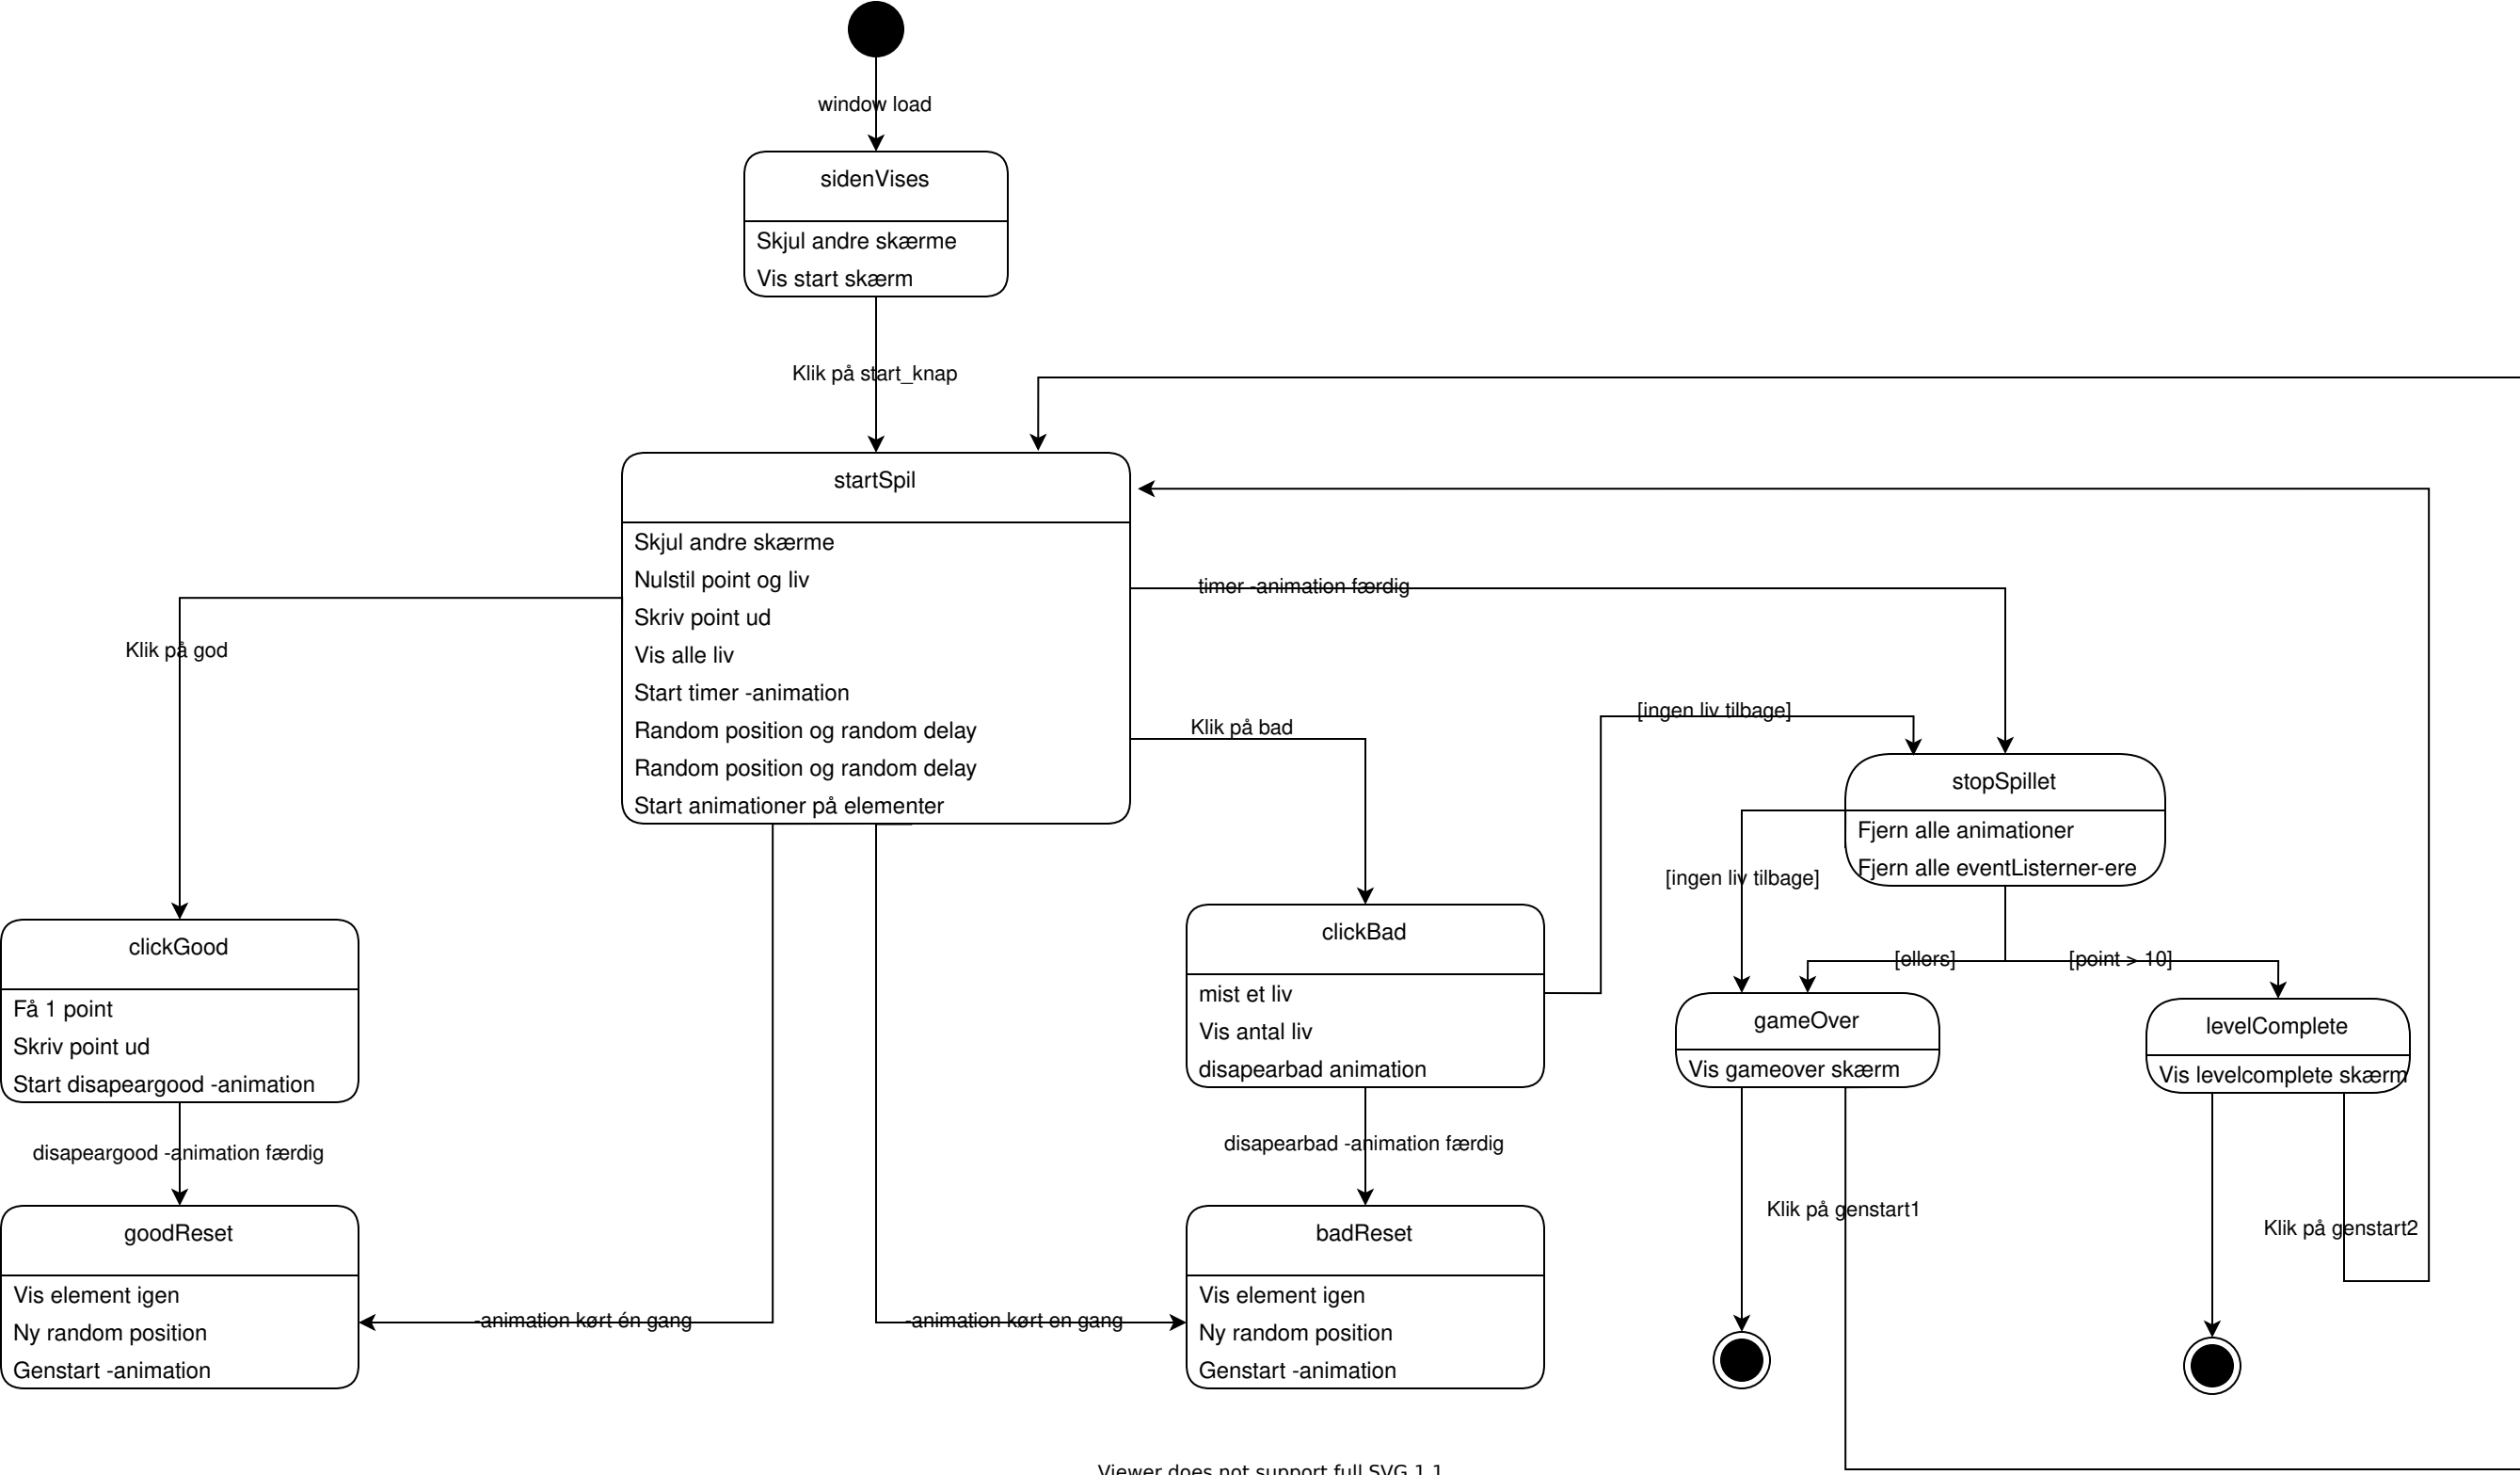 window load
sidenVises
Skjul andre skærme
Vis start skærm
Klik på start_knap
startSpil
Skjul andre skærme
Nulstil point og liv
Skriv point ud
Vis alle liv
Start timer -animation
Random position og random delay
Random position og random delay
Start animationer på elementer
Klik på god
timer -animation færdig
Klik på bad
[ingen liv tilbage]
stopSpillet
Fjern alle animationer
Fjern alle eventListerner-ere
[ingen liv tilbage]
[ellers]
[point > 10]
clickGood
Få 1 point
Skriv point ud
Start disapeargood -animation
clickBad
mist et liv
Vis antal liv
disapearbad animation
gameOver
Vis gameover skærm
levelComplete
Vis levelcomplete skærm
disapeargood -animation færdig
disapearbad -animation færdig
Klik på genstart1
Klik på genstart2
goodReset
Vis element igen
Ny random position
Genstart -animation
-animation kørt én gang
-animation kørt en gang
badReset
Vis element igen
Ny random position
Genstart -animation
Viewer does not support full SVG 1.1